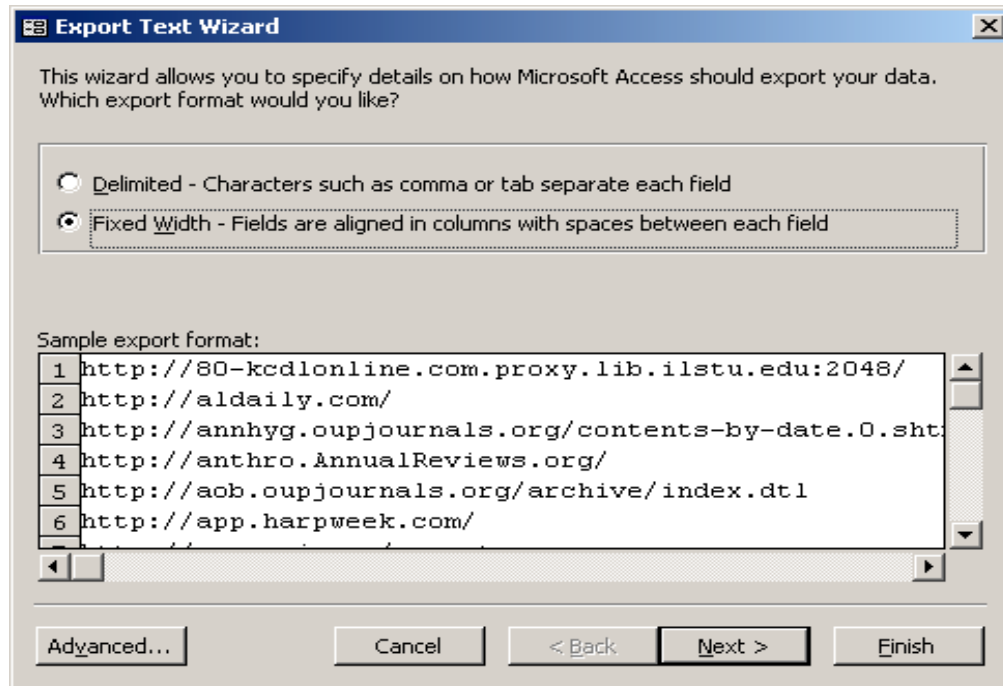 Export Text Wizard
This wizard allows you to specify details on how Microsoft Access should export your data.
Which export format would you like?
Delimited - Characters such as comma or tab separate each field
Fixed Width - Fields are aligned in columns with spaces between each field
Sample export format:
1 http://80-kcdlonline.com.proxy.lib.ilstu.edu:2048/
2 http://aldaily.com/
3 http://annhyg.oupjournals.org/contents-by-date.0.sht
4 http://anthro.AnnualReviews.org/
5 http://aob.oupjournals.org/archive/index.dtl
6 http://app.harpweek.com/
Advanced... Cancel < Back Next > Finish